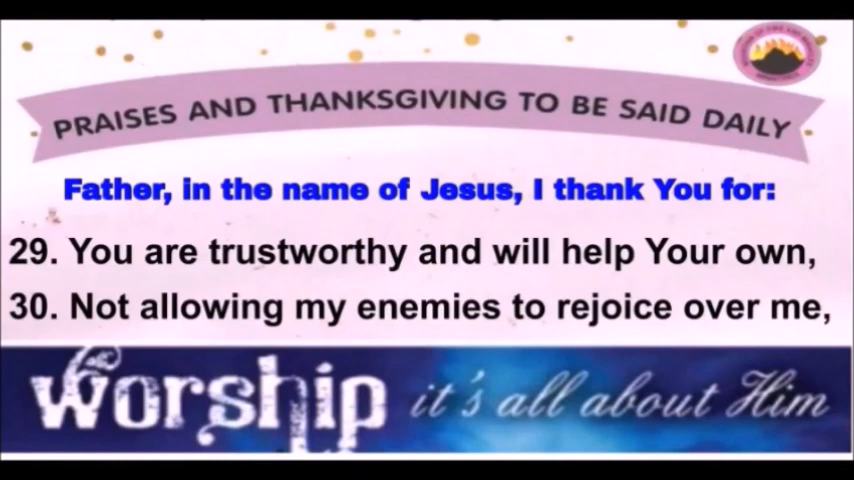 PRAISES AND THANKSGIVING TO BE SAID DAILY
Father, in the name of Jesus, I thank You for:
29. You are trustworthy and will help Your own,
30. Not allowing my enemies to rejoice over me,
worship it's all about Him